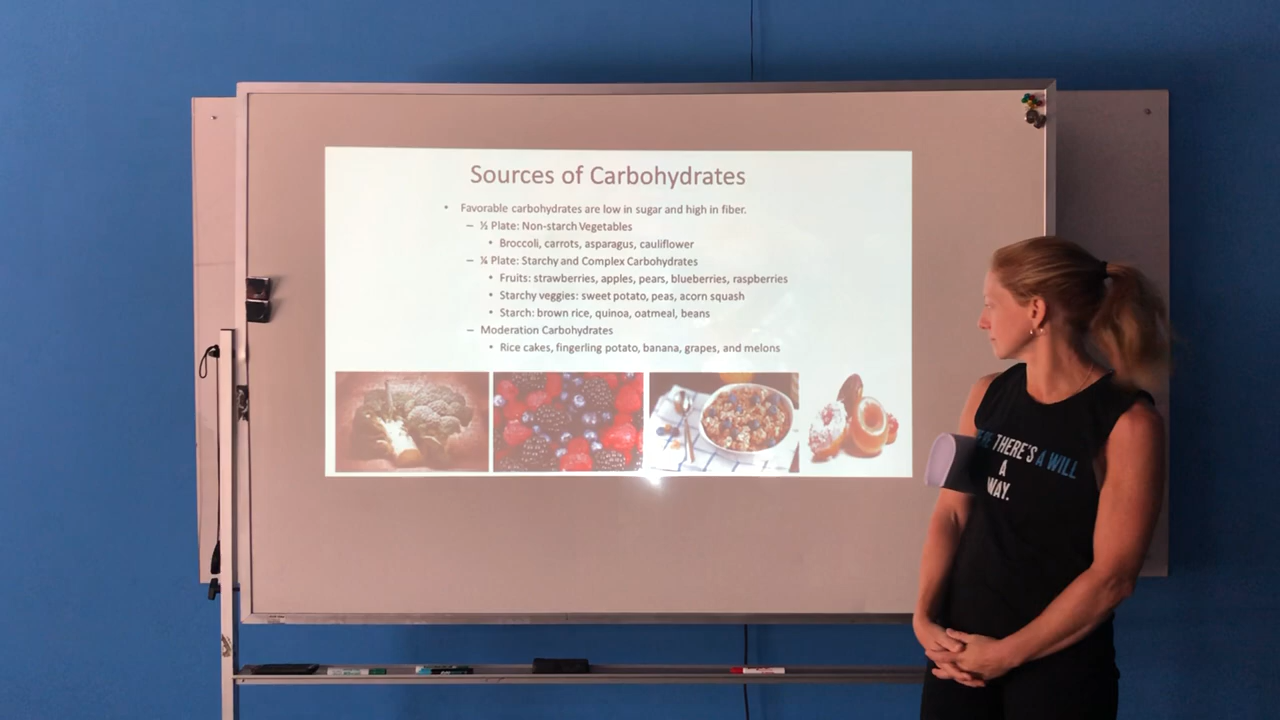 Sources of Carbohydrates
• Favorable carbohydrates are low in sugar and high in fiber.
– ½ Plate: Non-starch Vegetables
• Broccoli, carrots, asparagus, cauliflower
– ¼ Plate: Starchy and Complex Carbohydrates
• Fruits: strawberries, apples, pears, blueberries, raspberries
• Starchy veggies: sweet potato, peas, acorn squash
• Starch: brown rice, quinoa, oatmeal, beans
– Moderation Carbohydrates
• Rice cakes, fingerling potato, banana, grapes, and melons
THERE'S A WILL
A
WAY.